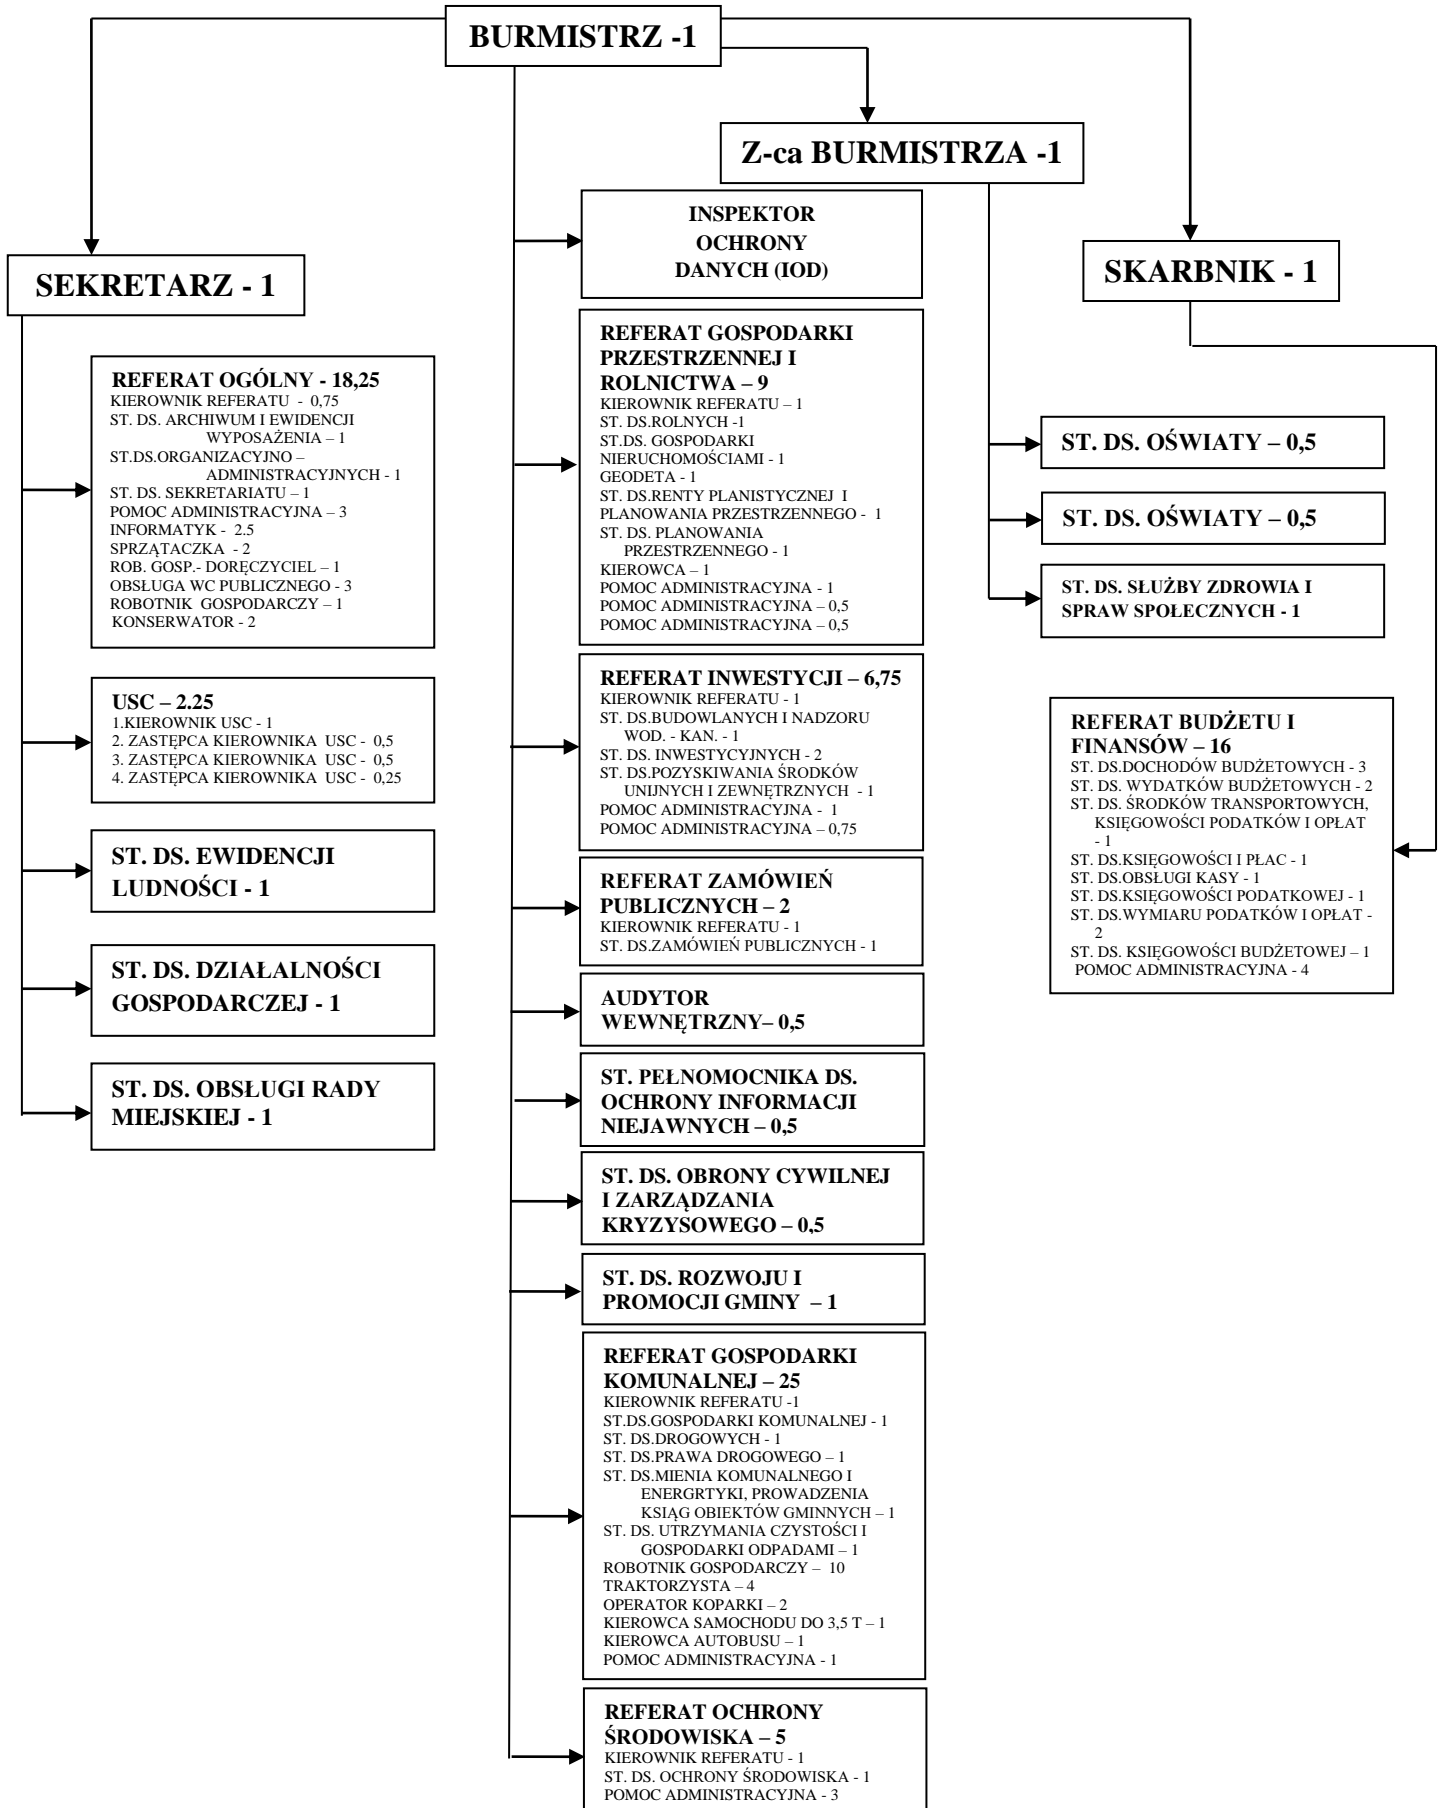 BURMISTRZ -1
Z-ca BURMISTRZA -1
SEKRETARZ - 1
SKARBNIK - 1
REFERAT OGÓLNY - 18,25
KIEROWNIK REFERATU - 0,75
ST. DS. ARCHIWUM I EWIDENCJI
WYPOSAŻENIA – 1
ST.DS.ORGANIZACYJNO –
ADMINISTRACYJNYCH - 1
ST. DS. SEKRETARIATU – 1
POMOC ADMINISTRACYJNA – 3
INFORMATYK - 2.5
SPRZĄTACZKA - 2
ROB. GOSP.- DORĘCZYCIEL – 1
OBSŁUGA WC PUBLICZNEGO - 3
ROBOTNIK GOSPODARCZY – 1
KONSERWATOR - 2
USC – 2.25
1.KIEROWNIK USC - 1
2. ZASTĘPCA KIEROWNIKA USC - 0,5
3. ZASTĘPCA KIEROWNIKA USC - 0,5
4. ZASTĘPCA KIEROWNIKA USC - 0,25
ST. DS. EWIDENCJI
LUDNOŚCI - 1
ST. DS. DZIAŁALNOŚCI
GOSPODARCZEJ - 1
ST. DS. OBSŁUGI RADY
MIEJSKIEJ - 1
INSPEKTOR
OCHRONY
DANYCH (IOD)
REFERAT GOSPODARKI
PRZESTRZENNEJ I
ROLNICTWA – 9
KIEROWNIK REFERATU – 1
ST. DS.ROLNYCH -1
ST.DS. GOSPODARKI
NIERUCHOMOŚCIAMI - 1
GEODETA - 1
ST. DS.RENTY PLANISTYCZNEJ I
PLANOWANIA PRZESTRZENNEGO - 1
ST. DS. PLANOWANIA
PRZESTRZENNEGO - 1
KIEROWCA – 1
POMOC ADMINISTRACYJNA - 1
POMOC ADMINISTRACYJNA – 0,5
POMOC ADMINISTRACYJNA – 0,5
REFERAT INWESTYCJI – 6,75
KIEROWNIK REFERATU - 1
ST. DS.BUDOWLANYCH I NADZORU
WOD. - KAN. - 1
ST. DS. INWESTYCYJNYCH - 2
ST. DS.POZYSKIWANIA ŚRODKÓW
UNIJNYCH I ZEWNĘTRZNYCH - 1
POMOC ADMINISTRACYJNA - 1
POMOC ADMINISTRACYJNA – 0,75
REFERAT ZAMÓWIEŃ
PUBLICZNYCH – 2
KIEROWNIK REFERATU - 1
ST. DS.ZAMÓWIEŃ PUBLICZNYCH - 1
AUDYTOR
WEWNĘTRZNY– 0,5
ST. PEŁNOMOCNIKA DS.
OCHRONY INFORMACJI
NIEJAWNYCH – 0,5
ST. DS. OBRONY CYWILNEJ
I ZARZĄDZANIA
KRYZYSOWEGO – 0,5
ST. DS. ROZWOJU I
PROMOCJI GMINY – 1
REFERAT GOSPODARKI
KOMUNALNEJ – 25
KIEROWNIK REFERATU -1
ST.DS.GOSPODARKI KOMUNALNEJ - 1
ST. DS.DROGOWYCH - 1
ST. DS.PRAWA DROGOWEGO – 1
ST. DS.MIENIA KOMUNALNEGO I
ENERGRTYKI, PROWADZENIA
KSIĄG OBIEKTÓW GMINNYCH – 1
ST. DS. UTRZYMANIA CZYSTOŚCI I
GOSPODARKI ODPADAMI – 1
ROBOTNIK GOSPODARCZY – 10
TRAKTORZYSTA – 4
OPERATOR KOPARKI – 2
KIEROWCA SAMOCHODU DO 3,5 T – 1
KIEROWCA AUTOBUSU – 1
POMOC ADMINISTRACYJNA - 1
REFERAT OCHRONY
ŚRODOWISKA – 5
KIEROWNIK REFERATU - 1
ST. DS. OCHRONY ŚRODOWISKA - 1
POMOC ADMINISTRACYJNA - 3
ST. DS. OŚWIATY – 0,5
ST. DS. OŚWIATY – 0,5
ST. DS. SŁUŻBY ZDROWIA I
SPRAW SPOŁECZNYCH - 1
REFERAT BUDŻETU I
FINANSÓW – 16
ST. DS.DOCHODÓW BUDŻETOWYCH - 3
ST. DS. WYDATKÓW BUDŻETOWYCH - 2
ST. DS. ŚRODKÓW TRANSPORTOWYCH,
KSIĘGOWOŚCI PODATKÓW I OPŁAT
- 1
ST. DS.KSIĘGOWOŚCI I PŁAC - 1
ST. DS.OBSŁUGI KASY - 1
ST. DS.KSIĘGOWOŚCI PODATKOWEJ - 1
ST. DS.WYMIARU PODATKÓW I OPŁAT -
2
ST. DS. KSIĘGOWOŚCI BUDŻETOWEJ – 1
POMOC ADMINISTRACYJNA - 4